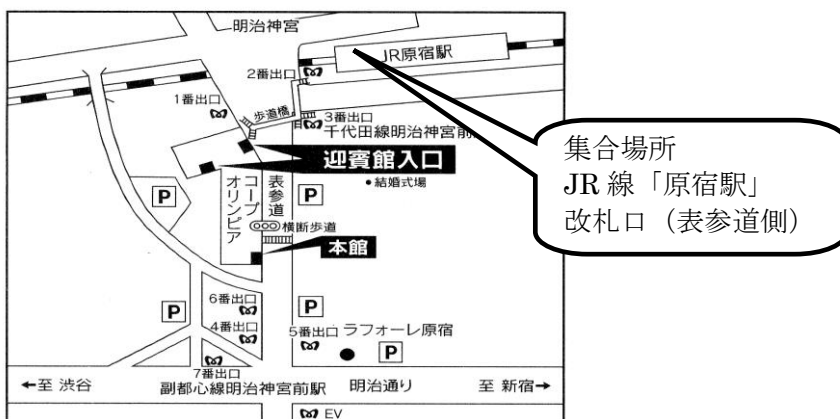 明治神宮
JR原宿駅
2番出口
1番出口
歩道橋
3番出口
千代田線明治神宮前
迎賓館入口
•結婚式場
P
コープ
オリンピア
表参道
P
横断歩道
本館
P
6番出口
P
4番出口
5番出口
ラフォーレ原宿
P
7番出口
←至 渋谷
副都心線明治神宮前駅
明治通り
至 新宿→
EV
集合場所
JR 線「原宿駅」
改札口（表参道側）